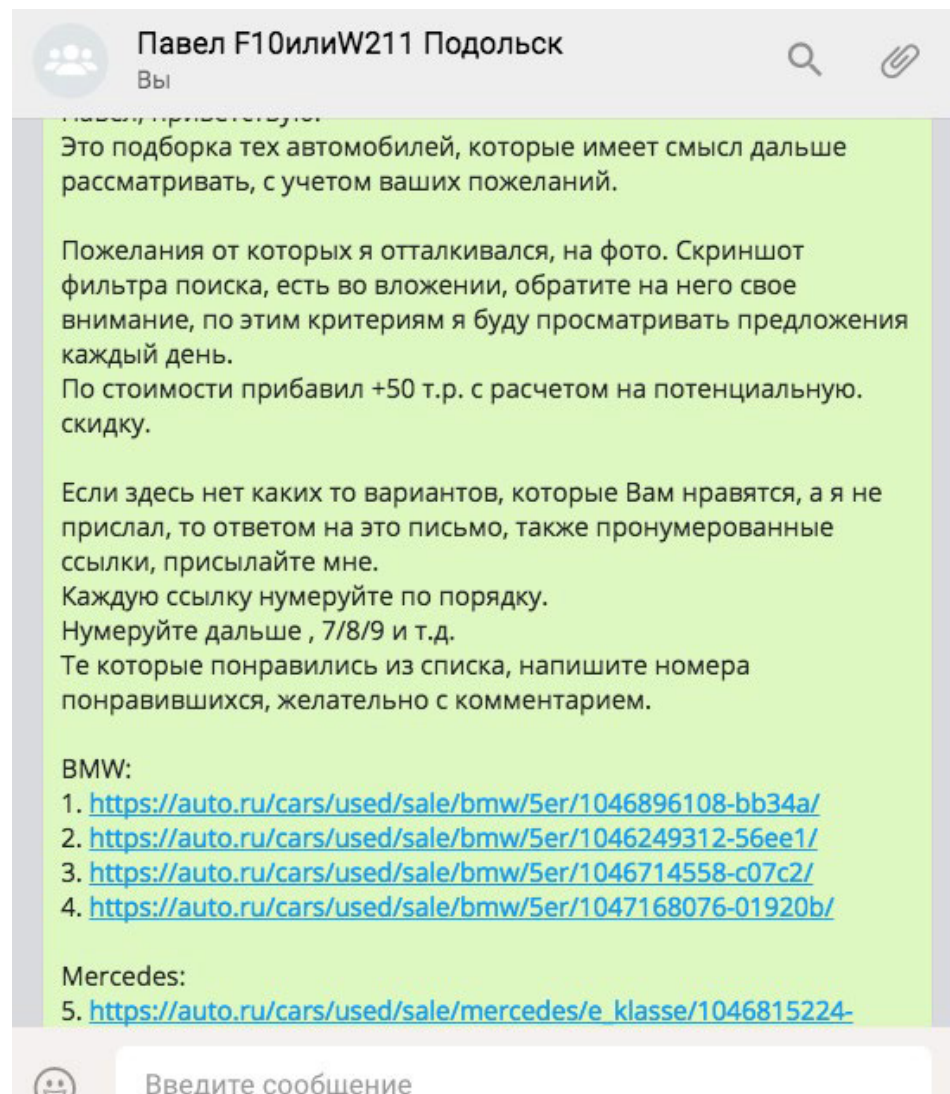 Павел F10илиW211 Подольск
Вы
Это подборка тех автомобилей, которые имеет смысл дальше
рассматривать, с учетом ваших пожеланий.
Пожелания от которых я отталкивался, на фото. Скриншот
фильтра поиска, есть во вложении, обратите на него свое
внимание, по этим критериям я буду просматривать предложения
каждый день.
По стоимости прибавил +50 т.р. с расчетом на потенциальную.
скидку.
Если здесь нет каких то вариантов, которые Вам нравятся, а я не
прислал, то ответом на это письмо, также пронумерованные
ссылки, присылайте мне.
Каждую ссылку нумеруйте по порядку.
Нумеруйте дальше , 7/8/9 и т.д.
Те которые понравились из списка, напишите номера
понравившихся, желательно с комментарием.
BMW:
1. https://auto.ru/cars/used/sale/bmw/5er/1046896108-bb34a/
2. https://auto.ru/cars/used/sale/bmw/5er/1046249312-56ee1/
3. https://auto.ru/cars/used/sale/bmw/5er/1046714558-c07c2/
4. https://auto.ru/cars/used/sale/bmw/5er/1047168076-01920b/
Mercedes:
5. https://auto.ru/cars/used/sale/mercedes/e_klasse/1046815224-
Введите сообщение